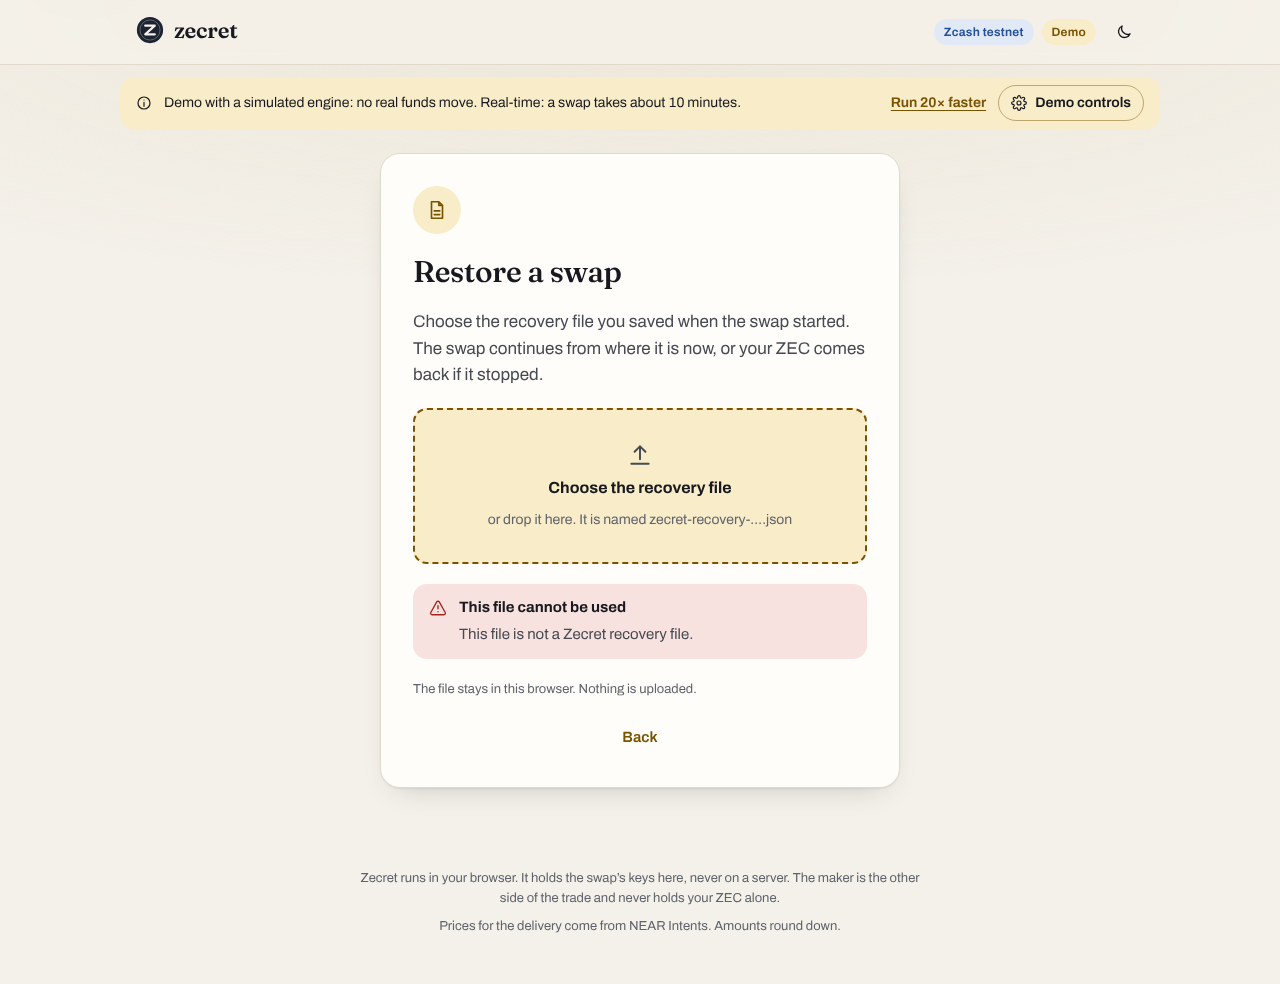 zecret
Zcash testnet
Demo
Demo with a simulated engine: no real funds move. Real-time: a swap takes about 10 minutes.
Run 20× faster
Demo controls
Restore a swap
Choose the recovery file you saved when the swap started.
The swap continues from where it is now, or your ZEC comes
back if it stopped.
Choose the recovery file
or drop it here. It is named zecret-recovery-….json
This file cannot be used
This file is not a Zecret recovery file.
The file stays in this browser. Nothing is uploaded.
Back
Zecret runs in your browser. It holds the swap’s keys here, never on a server. The maker is the other
side of the trade and never holds your ZEC alone.
Prices for the delivery come from NEAR Intents. Amounts round down.